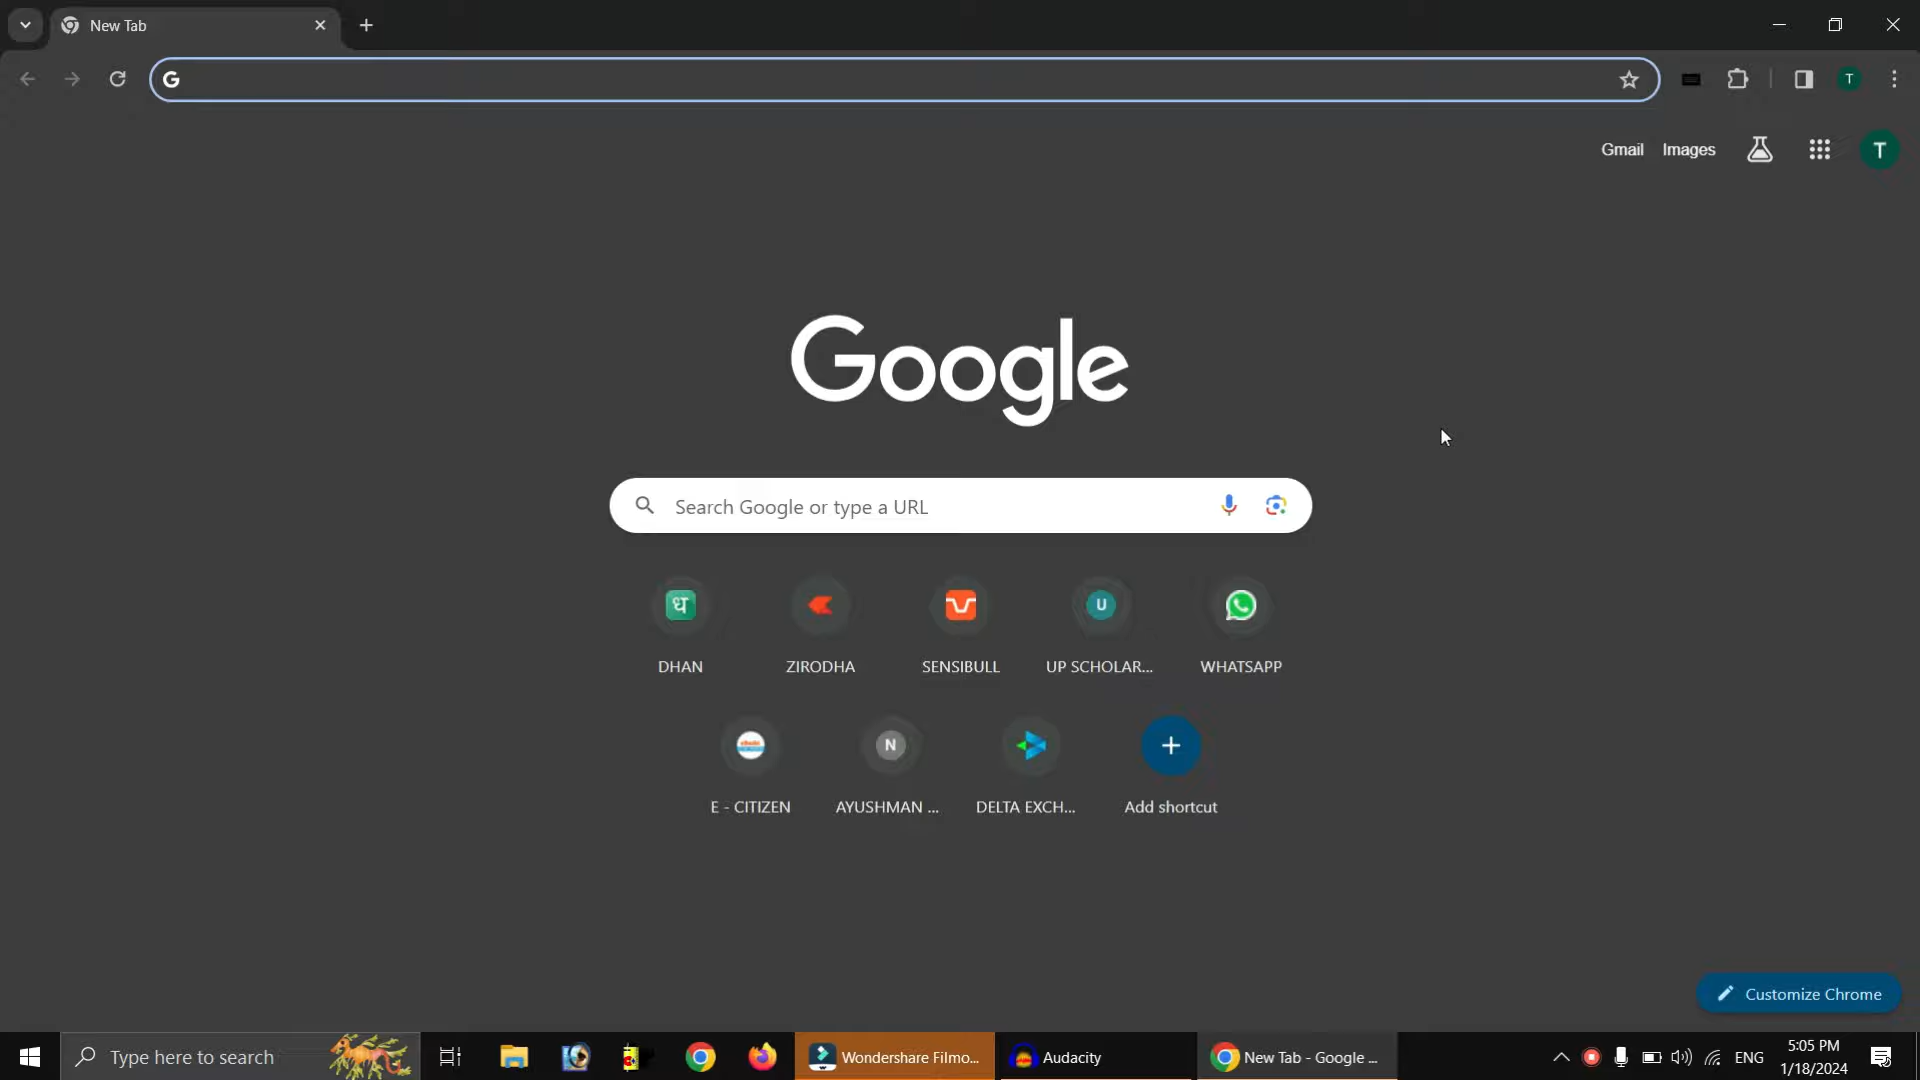 New Tab
G
T
Gmail Images T
Google
Search Google or type a URL
ध U
DHAN ZIRODHA SENSIBULL UP SCHOLAR... WHATSAPP
N
E - CITIZEN AYUSHMAN ... DELTA EXCH... Add shortcut
Customize Chrome
Type here to search Wondershare Filmo... Audacity New Tab - Google ... ENG 5:05 PM
1/18/2024